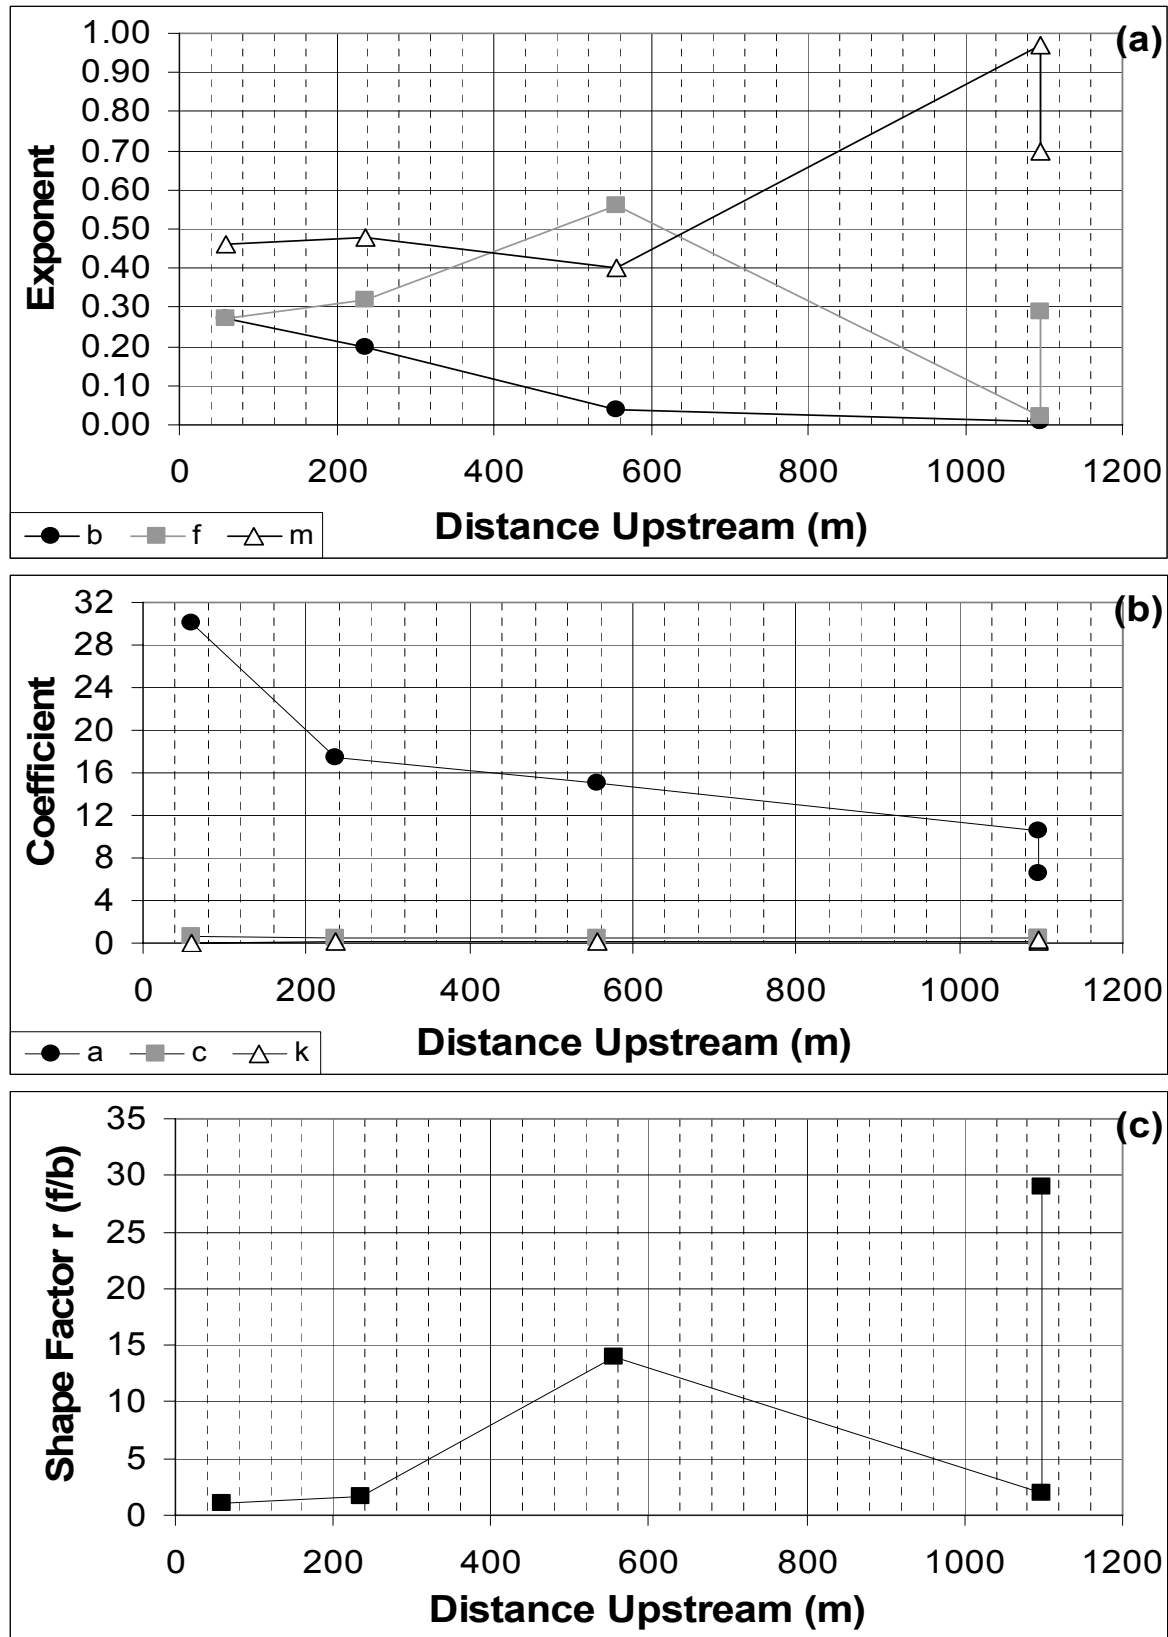 (a)
1.00
0.90
0.80
0.70
0.60
0.50
0.40
0.30
0.20
0.10
0.00
Exponent
0 200 400 600 800 1000 1200
Distance Upstream (m)
b f m
(b)
32
28
24
20
16
12
8
4
0
Coefficient
0 200 400 600 800 1000 1200
Distance Upstream (m)
a c k
(c)
35
30
25
20
15
10
5
0
Shape Factor r (f/b)
0 200 400 600 800 1000 1200
Distance Upstream (m)